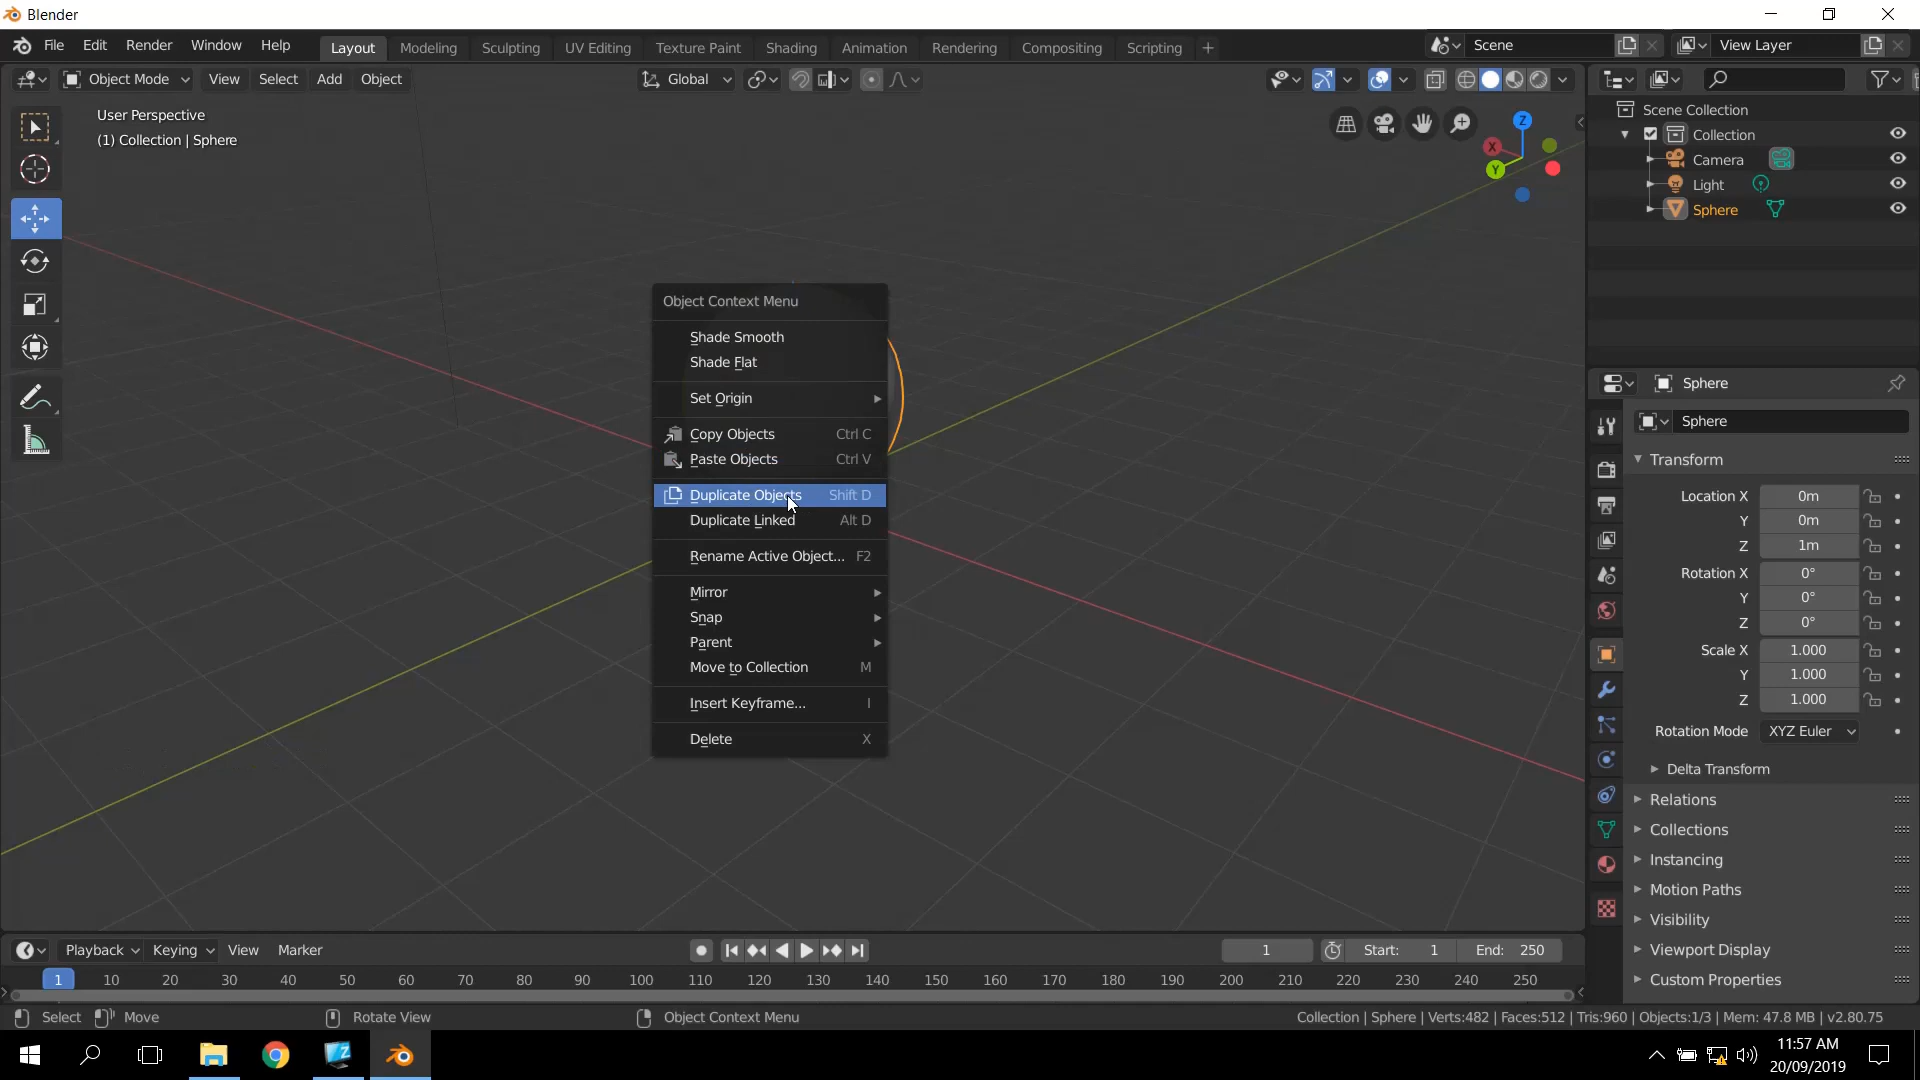 Blender
File Edit Render Window Help Layout Modeling Sculpting UV Editing Texture Paint Shading Animation Rendering Compositing Scripting + Scene View Layer
Object Mode View Select Add Object Global
User Perspective
(1) Collection | Sphere
Z
X
Y
Scene Collection
Collection
Camera
Light
Sphere
Object Context Menu
Shade Smooth
Shade Flat
Set Origin
Copy Objects Ctrl C
Paste Objects Ctrl V
Duplicate Objects Shift D
Duplicate Linked Alt D
Rename Active Object... F2
Mirror
Snap
Parent
Move to Collection M
Insert Keyframe... I
Delete X
Sphere
Sphere
Transform
Location X 0m
Y 0m
Z 1m
Rotation X 0°
Y 0°
Z 0°
Scale X 1.000
Y 1.000
Z 1.000
Rotation Mode XYZ Euler
Delta Transform
Relations
Collections
Instancing
Motion Paths
Visibility
Viewport Display
Custom Properties
Playback Keying View Marker 1 Start: 1 End: 250
1 10 20 30 40 50 60 70 80 90 100 110 120 130 140 150 160 170 180 190 200 210 220 230 240 250
Select Move Rotate View Object Context Menu Collection | Sphere | Verts:482 | Faces:512 | Tris:960 | Objects:1/3 | Mem: 47.8 MB | v2.80.75
11:57 AM
20/09/2019